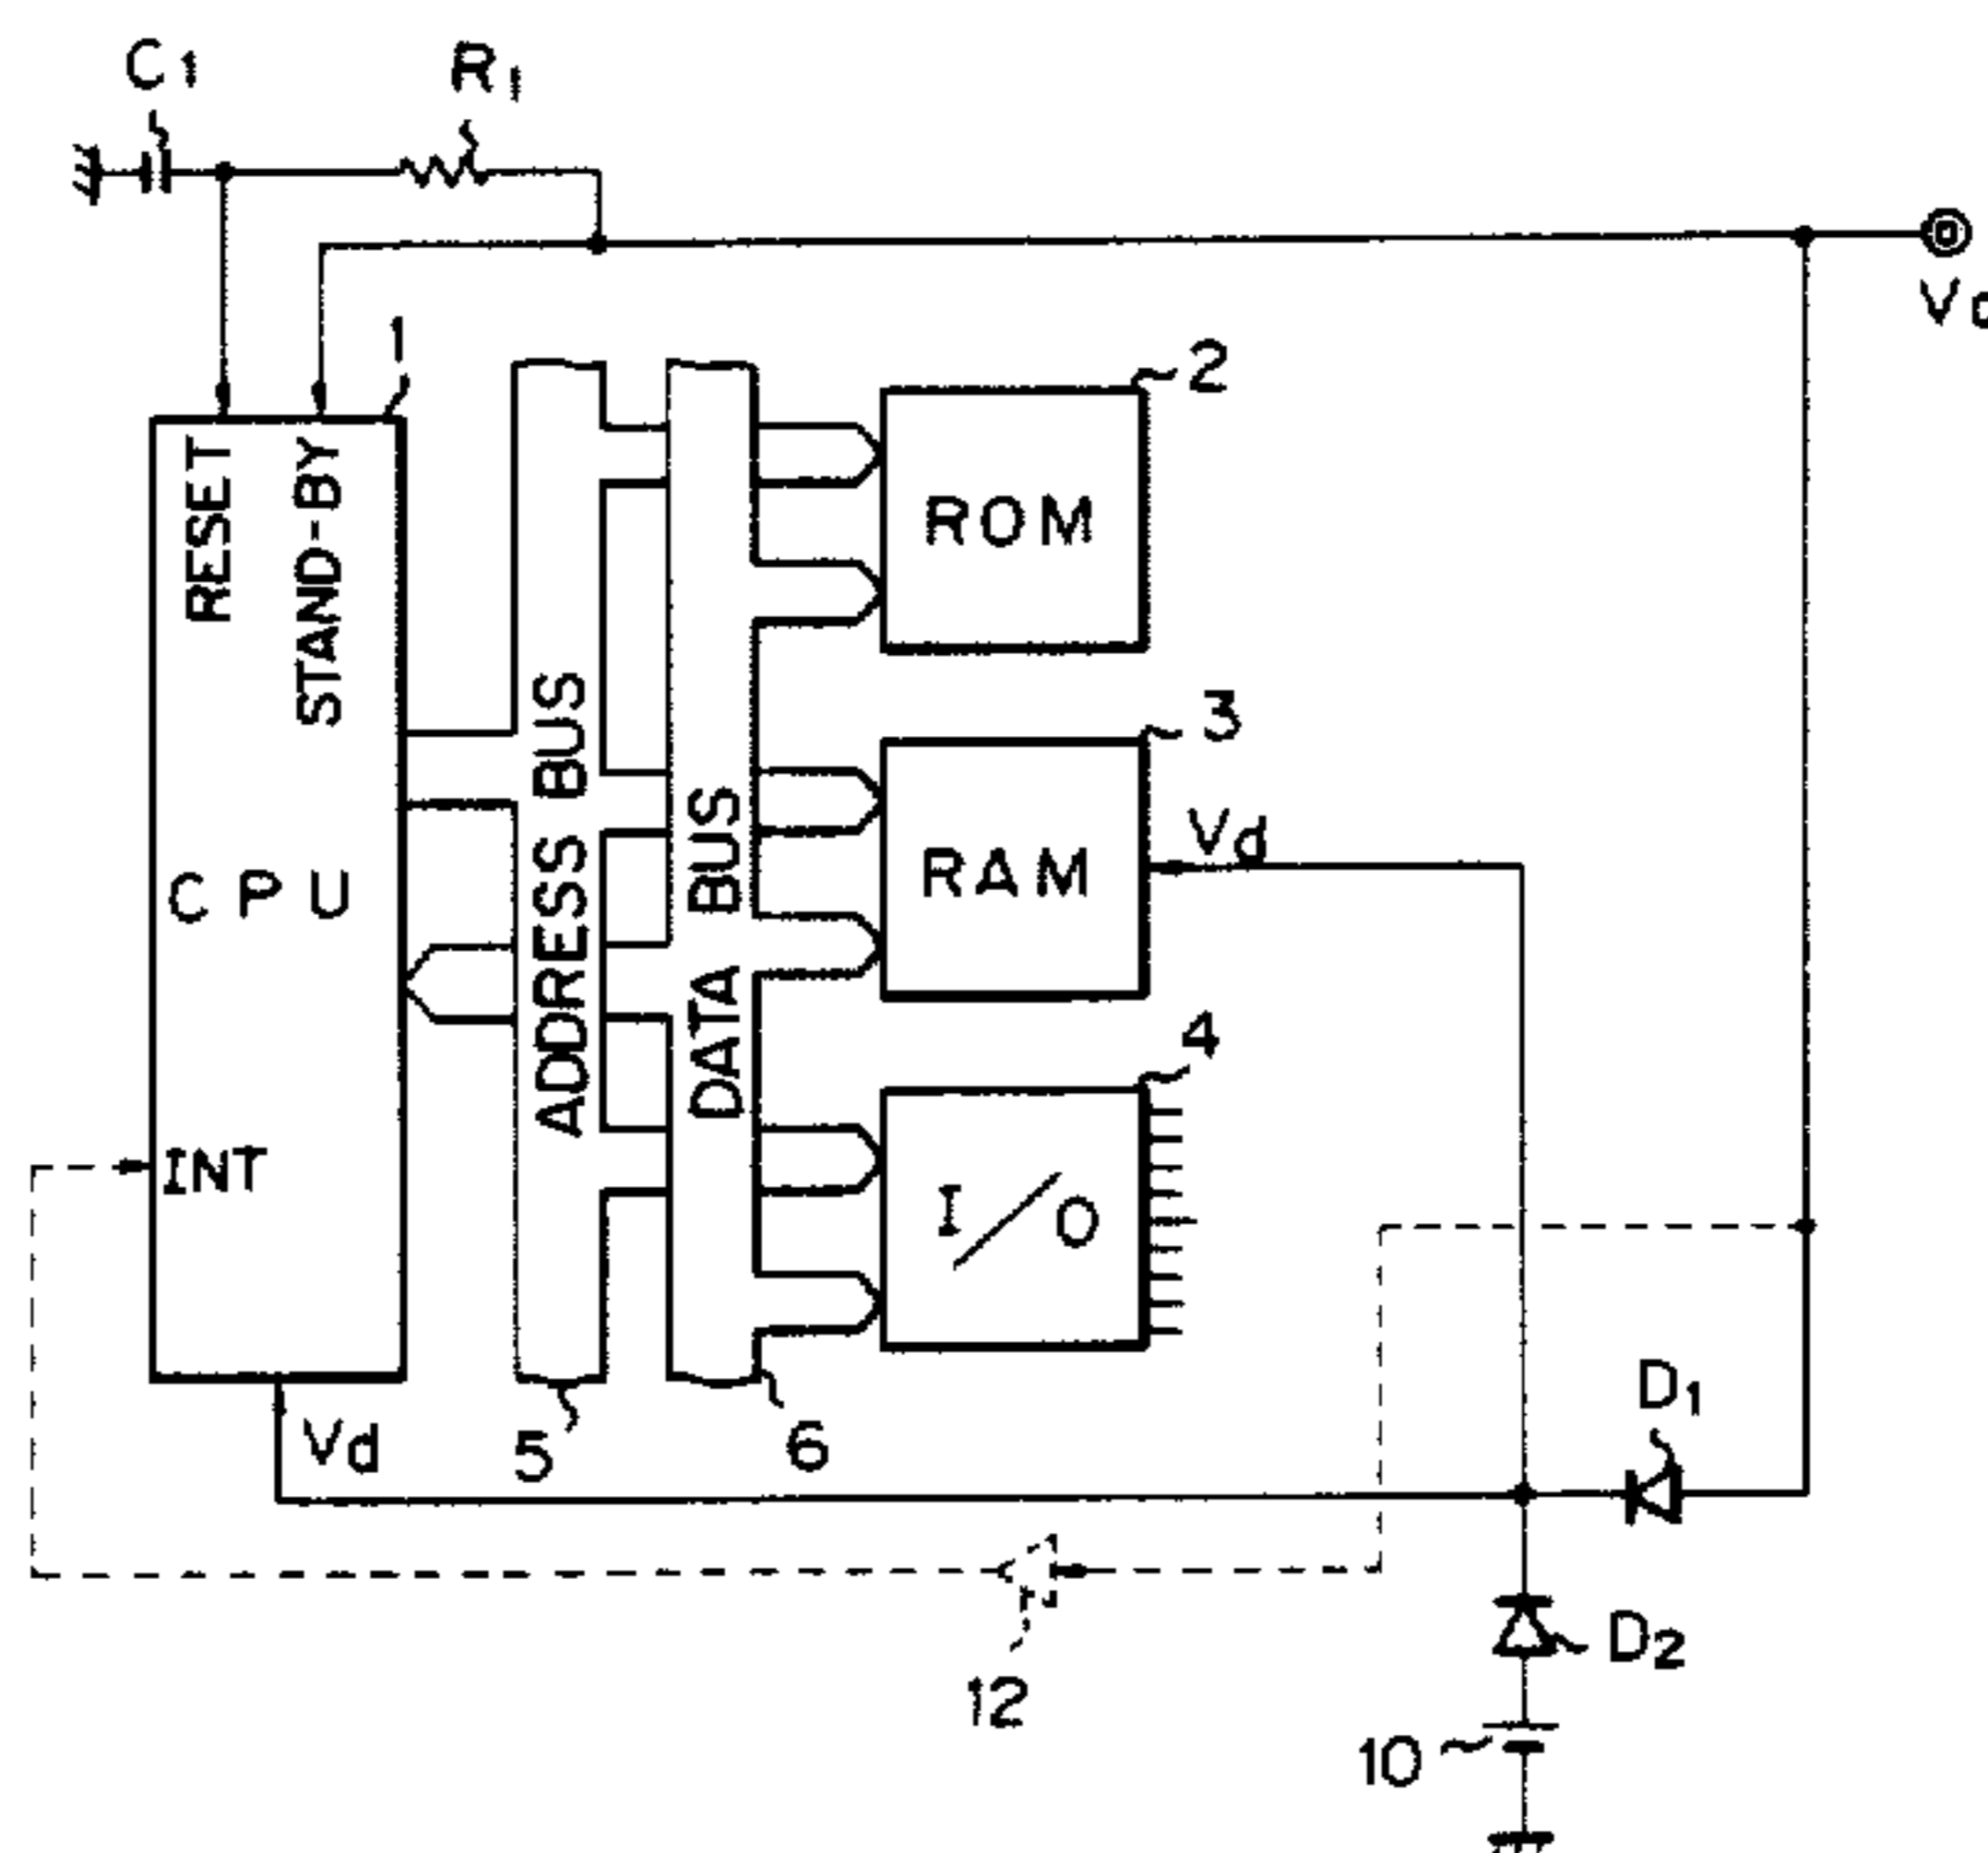 C1
R1
V
1
2
RESET
STAND-BY
ROM
ADDRESS BUS
DATA BUS
3
Vd
CPU
RAM
4
INT
I/O
Vd
5
6
D1
12
D2
10